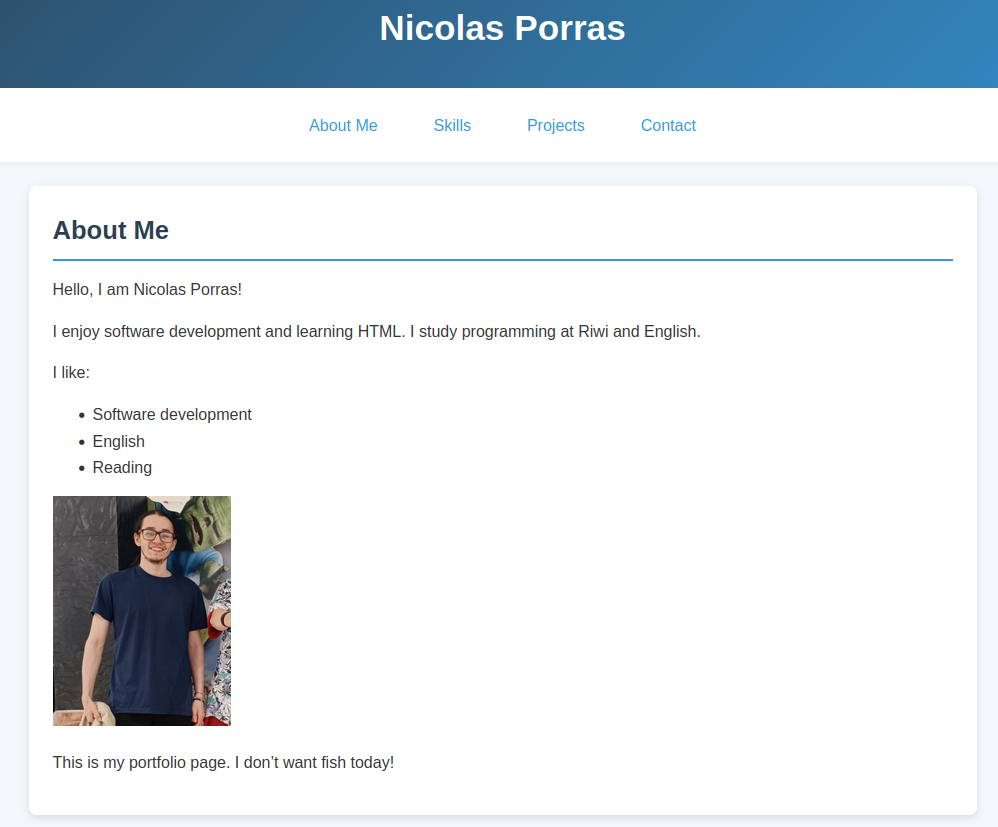 Nicolas Porras
About Me Skills Projects Contact
About Me
Hello, I am Nicolas Porras!
I enjoy software development and learning HTML. I study programming at Riwi and English.
I like:
• Software development
• English
• Reading
This is my portfolio page. I don’t want fish today!